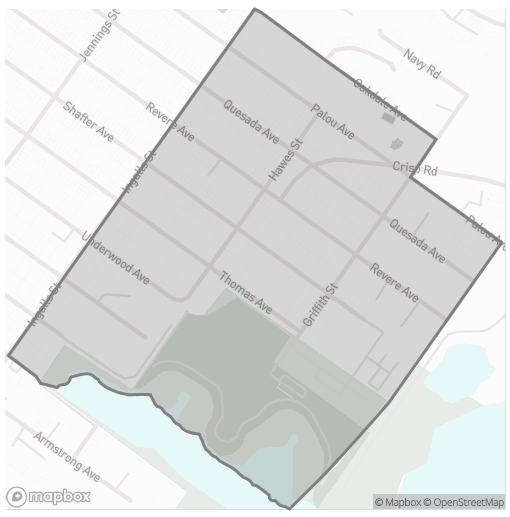 Jennings St
Navy Rd
Oakdale Ave
Shafter Ave
Revere Ave
Quesada Ave
Palou Ave
Hawes St
Crisp Rd
Ingalls St
Palou Ave
Quesada Ave
Underwood Ave
Revere Ave
Thomas Ave
Griffith St
Ingalls St
Armstrong Ave
mapbox
© Mapbox © OpenStreetMap